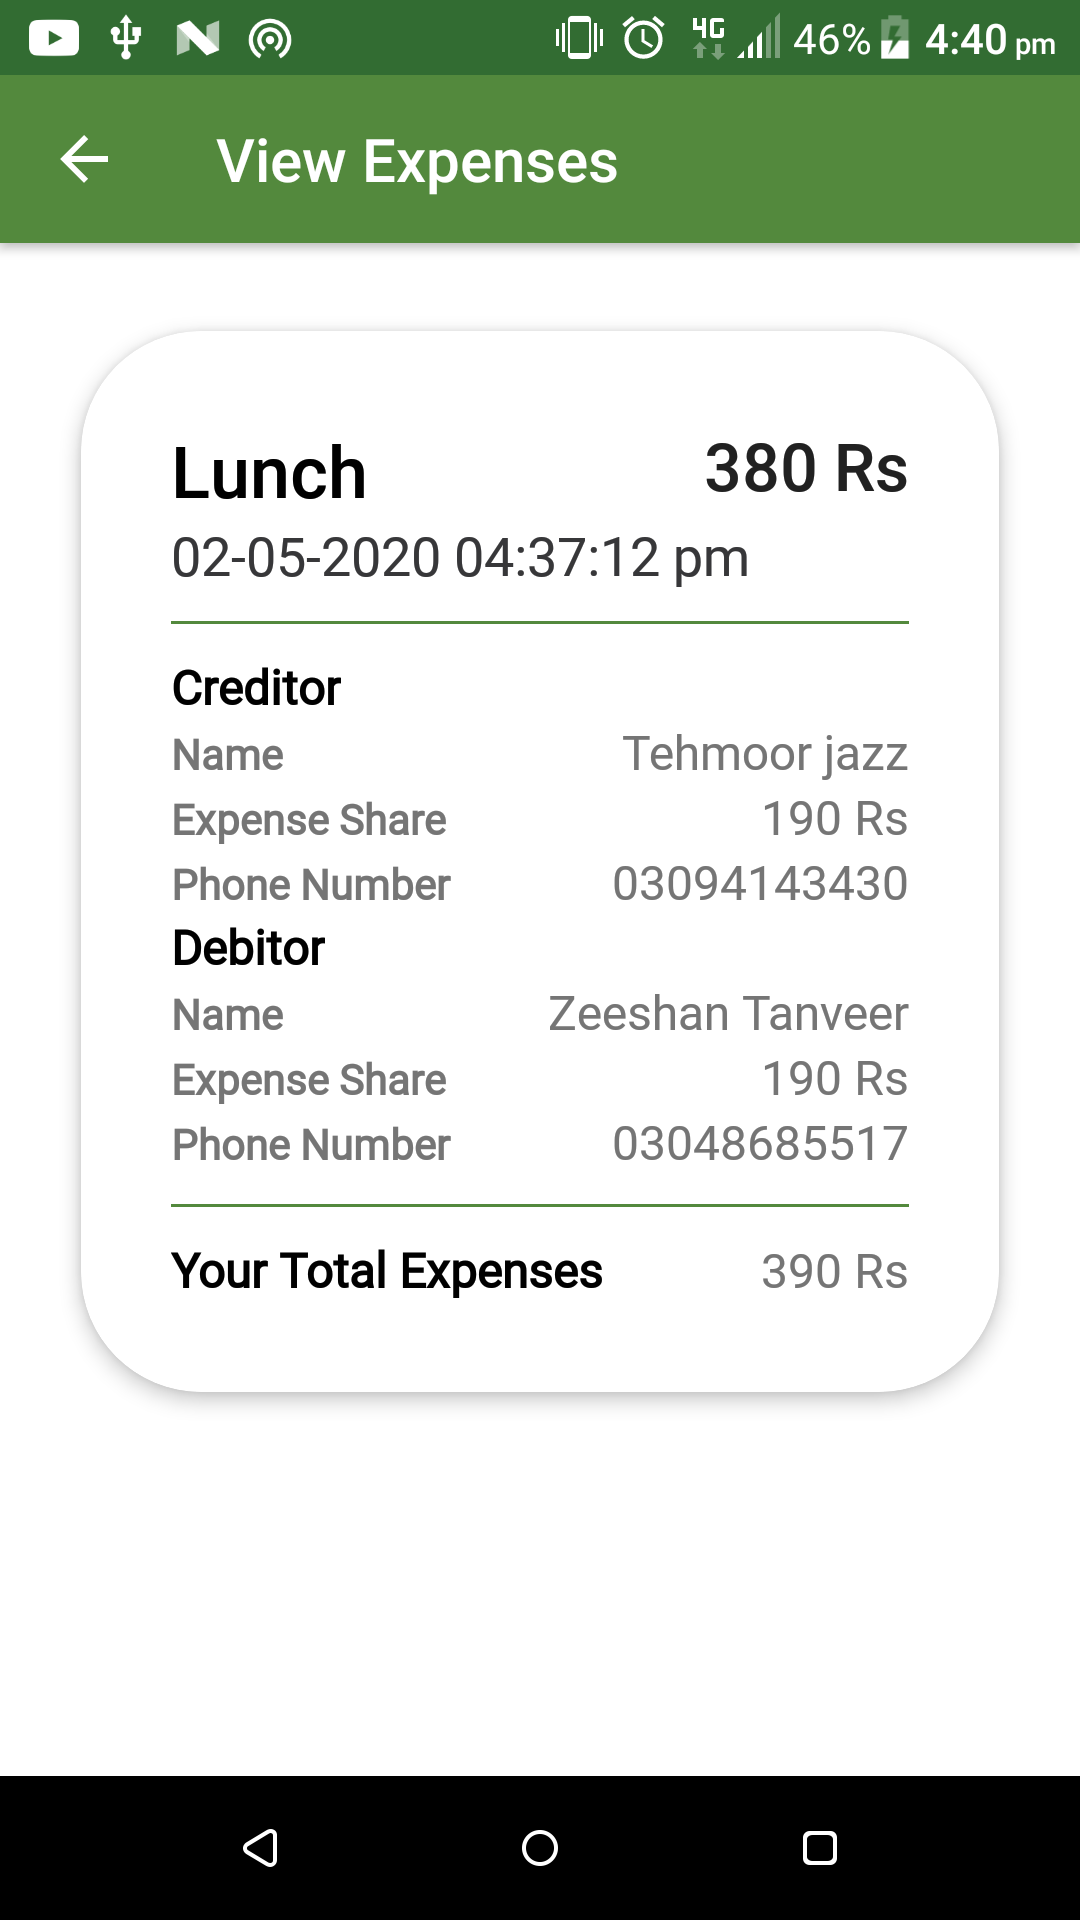 4G 46% 4:40 pm
View Expenses
Lunch 380 Rs
02-05-2020 04:37:12 pm
Creditor
Name Tehmoor jazz
Expense Share 190 Rs
Phone Number 03094143430
Debitor
Name Zeeshan Tanveer
Expense Share 190 Rs
Phone Number 03048685517
Your Total Expenses 390 Rs